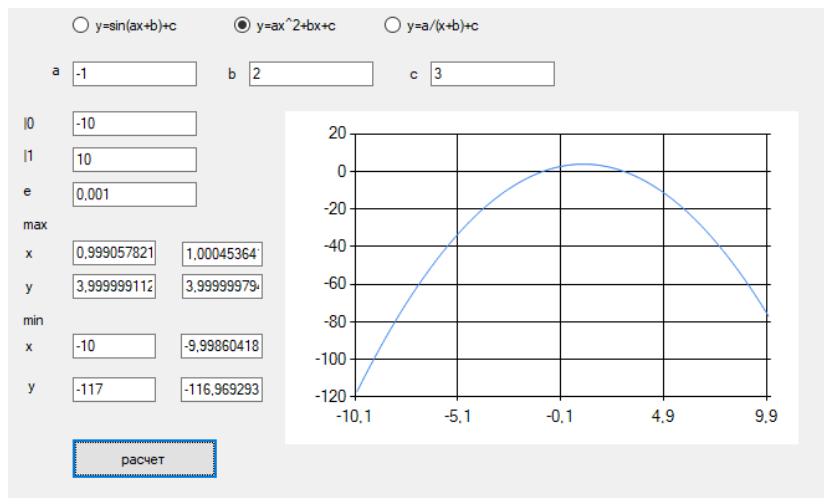 y=sin(ax+b)+c y=ax^2+bx+c y=a/(x+b)+c
a -1 b 2 c 3
l0 -10
l1 10
e 0,001
max
x 0,999057821 1,00045364
y 3,999999112 3,99999979
min
x -10 -9,99860418
y -117 -116,969293
расчет
20
0
-20
-40
-60
-80
-100
-120
-10,1 -5,1 -0,1 4,9 9,9